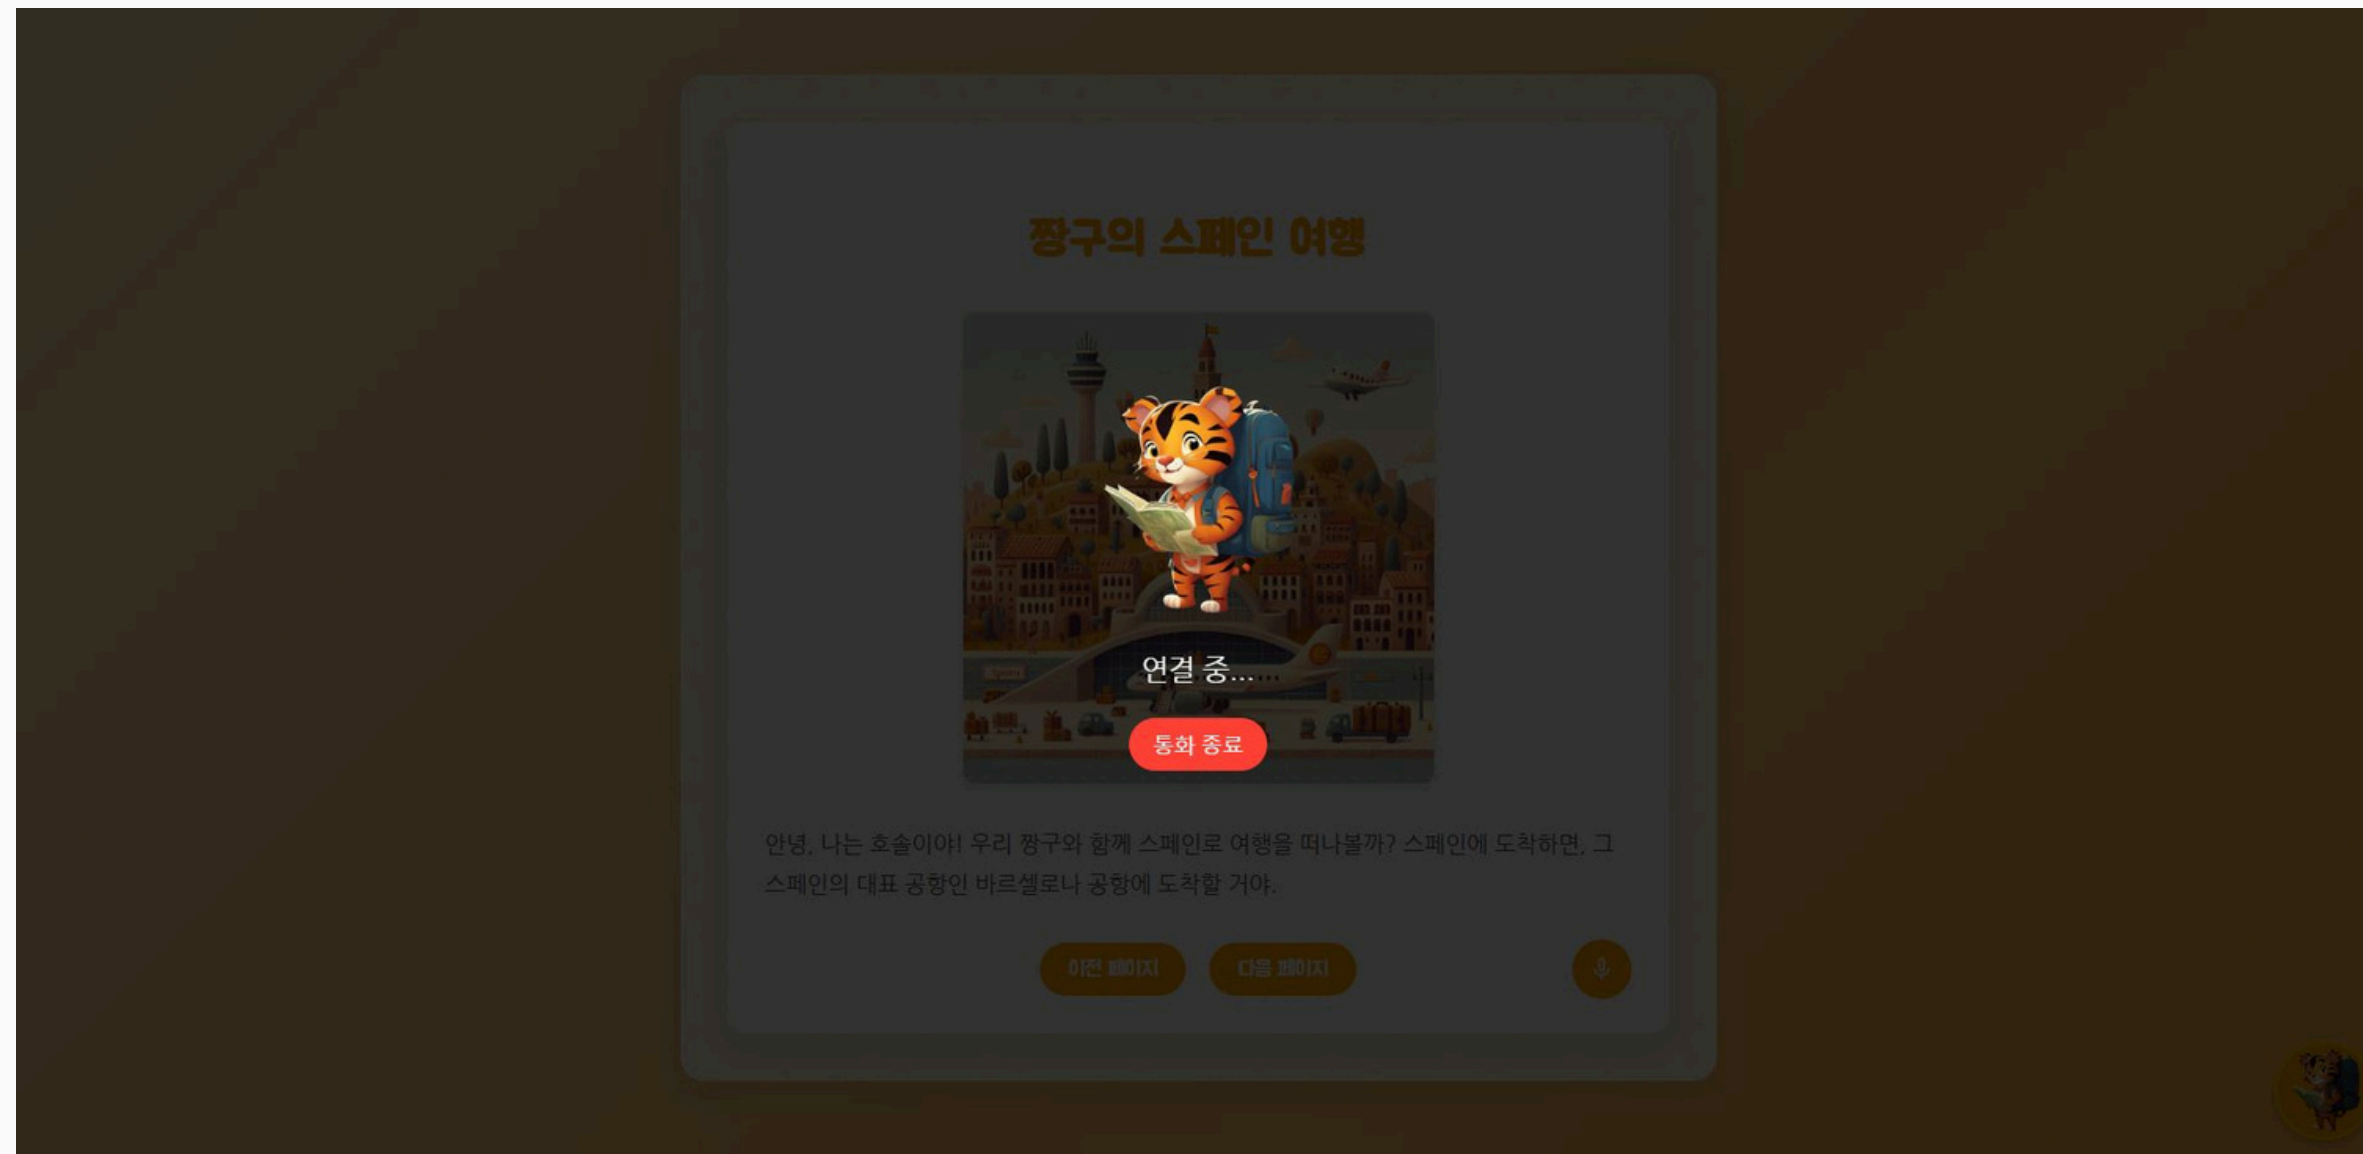 짱구의 스페인 여행
연결 중...
통화 종료
안녕, 나는 호솔이야! 우리 짱구와 함께 스페인로 여행을 떠나볼까? 스페인에 도착하면, 그
스페인의 대표 공항인 바르셀로나 공항에 도착할 거야.
이전 페이지
다음 페이지